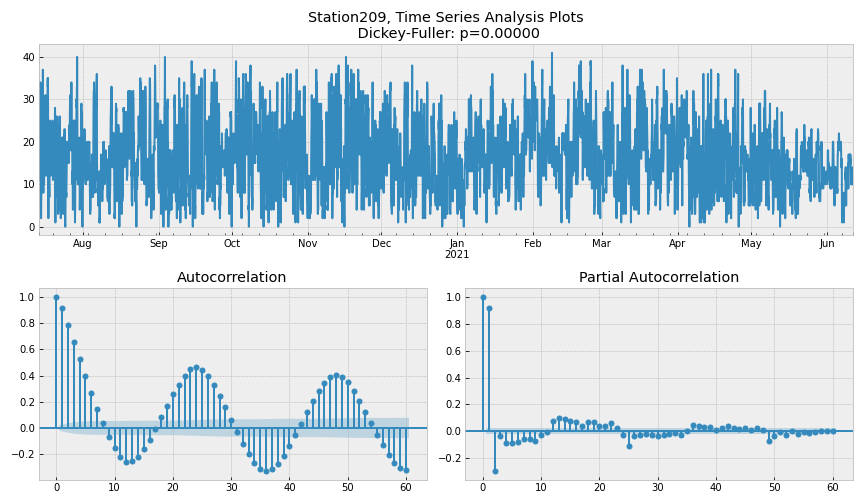 Station209, Time Series Analysis Plots
Dickey-Fuller: p=0.00000
40
30
20
10
0
Aug Sep Oct Nov Dec Jan Feb Mar Apr May Jun
2021
Autocorrelation
1.0
0.8
0.6
0.4
0.2
0.0
−0.2
0 10 20 30 40 50 60
Partial Autocorrelation
1.0
0.8
0.6
0.4
0.2
0.0
−0.2
0 10 20 30 40 50 60